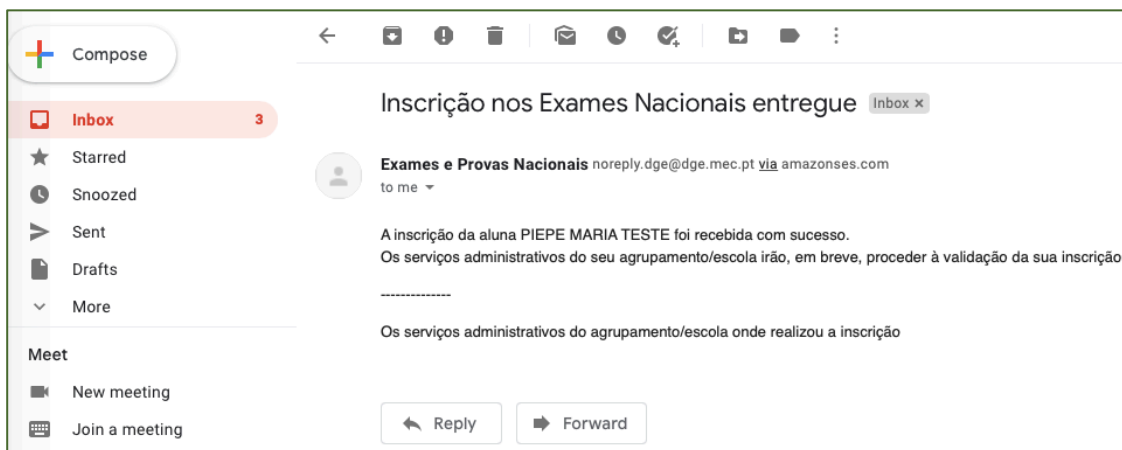 Compose
Inbox 3
Starred
Snoozed
Sent
Drafts
More
Meet
New meeting
Join a meeting
Inscrição nos Exames Nacionais entregue Inbox ×
Exames e Provas Nacionais noreply.dge@dge.mec.pt via amazonses.com
to me
A inscrição da aluna PIEPE MARIA TESTE foi recebida com sucesso.
Os serviços administrativos do seu agrupamento/escola irão, em breve, proceder à validação da sua inscrição
--------------
Os serviços administrativos do agrupamento/escola onde realizou a inscrição
Reply
Forward